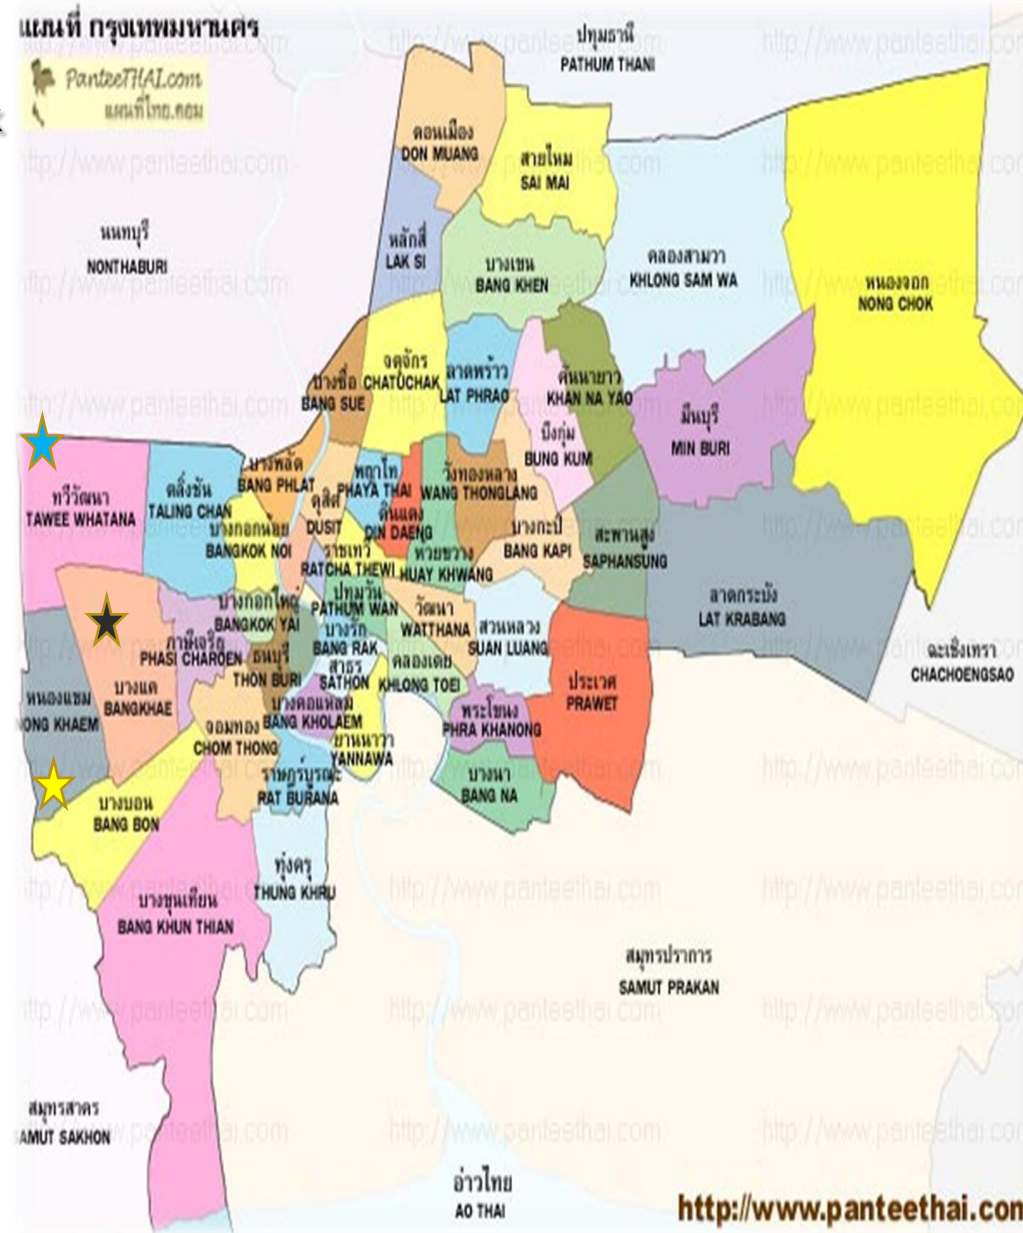 แผนที่ กรุงเทพมหานคร
PanteeTHAI.com
แผนที่ไทย.คอม
ปทุมธานี
PATHUM THANI
ดอนเมือง
DON MUANG
สายไหม
SAI MAI
นนทบุรี
NONTHABURI
หลักสี่
LAK SI
บางเขน
BANG KHEN
คลองสามวา
KHLONG SAM WA
หนองจอก
NONG CHOK
บางซื่อ
BANG SUE
จตุจักร
CHATUCHAK
ลาดพร้าว
LAT PHRAO
คันนายาว
KHAN NA YAO
บึงกุ่ม
BUNG KUM
มีนบุรี
MIN BURI
ทวีวัฒนา
TAWEE WHATANA
ตลิ่งชัน
TALING CHAN
บางพลัด
BANG PHLAT
ดุสิต
DUSIT
พญาไท
PHAYA THAI
ดินแดง
DIN DAENG
วังทองหลาง
WANG THONGLANG
บางกะปิ
BANG KAPI
สะพานสูง
SAPHANSUNG
บางกอกน้อย
BANGKOK NOI
ราชเทวี
RATCHA THEWI
ห้วยขวาง
HUAY KHWANG
ลาดกระบัง
LAT KRABANG
บางกอกใหญ่
BANGKOK YAI
ปทุมวัน
PATHUM WAN
วัฒนา
WATTHANA
สวนหลวง
SUAN LUANG
ฉะเชิงเทรา
CHACHOENGSAO
ภาษีเจริญ
PHASI CHAROEN
ธนบุรี
THON BURI
บางรัก
BANG RAK
สาธร
SATHON
คลองเตย
KHLONG TOEI
ประเวศ
PRAWET
หนองแขม
NONG KHAEM
บางแค
BANGKHAE
จอมทอง
CHOM THONG
บางคอแหลม
BANG KHOLAEM
ยานนาวา
YANNAWA
พระโขนง
PHRA KHANONG
ราษฎร์บูรณะ
RAT BURANA
บางนา
BANG NA
บางบอน
BANG BON
บางขุนเทียน
BANG KHUN THIAN
ทุ่งครุ
THUNG KHRU
สมุทรปราการ
SAMUT PRAKAN
สมุทรสาคร
SAMUT SAKHON
อ่าวไทย
AO THAI
http://www.panteethai.com